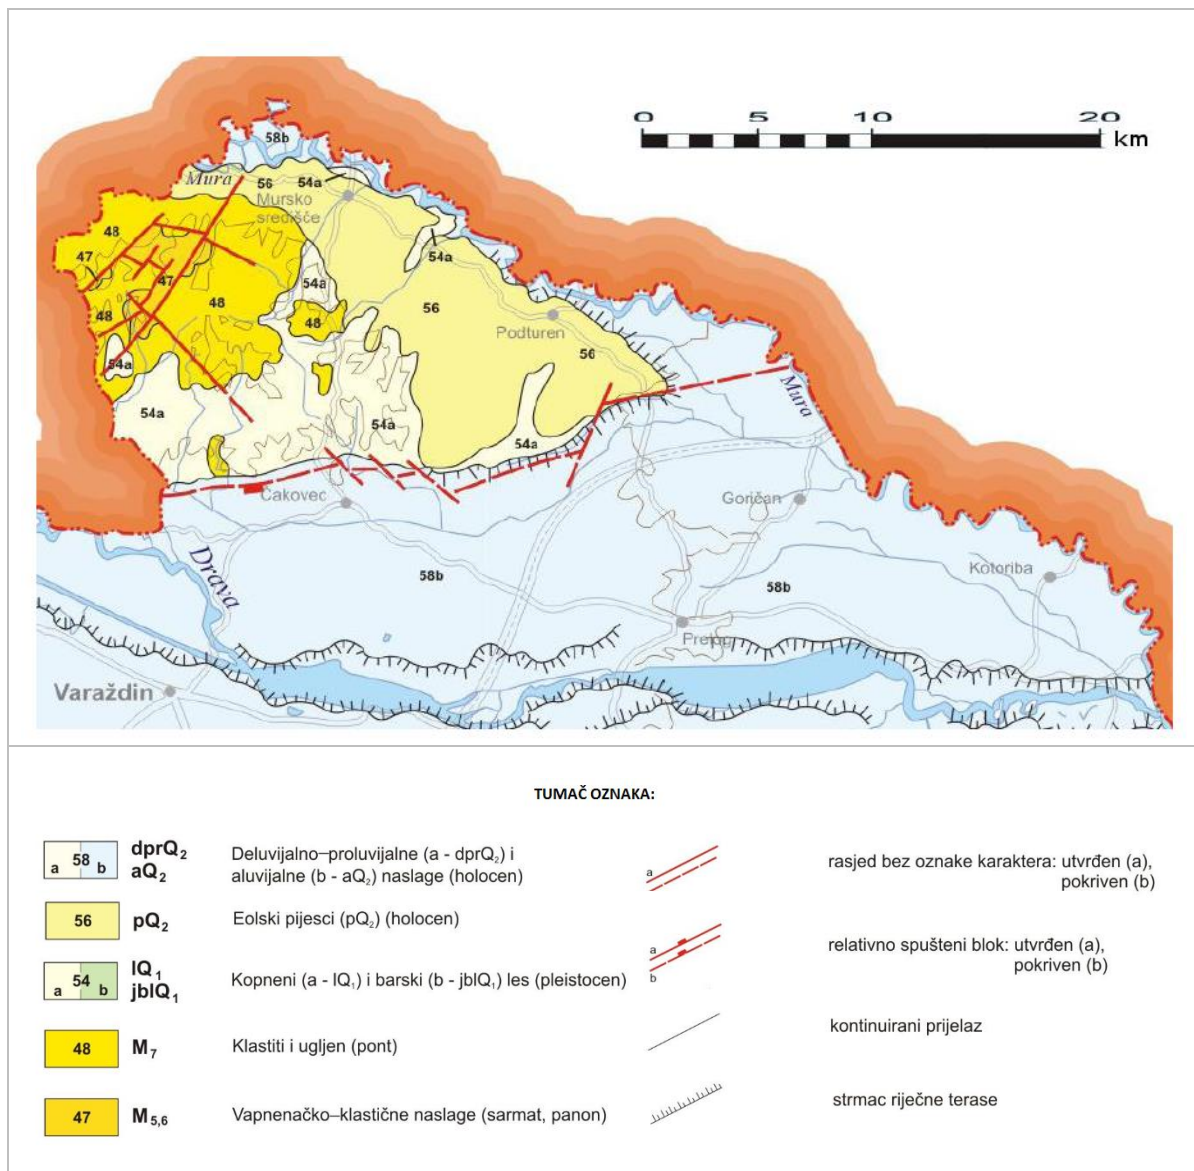 0 5 10 20
km
58b
Mura
56
54a
Mursko
središće
48
47
54a
47
54a
48
56
48
48
Podturen
54a
56
54a
54a
54a
Mura
Čakovec
Goričan
Drava
58b
58b
Kotoriba
Prelog
Varaždin
TUMAČ OZNAKA:
a 58 b
dprQ₂
aQ₂
Deluvijalno–proluvijalne (a - dprQ₂) i
aluvijalne (b - aQ₂) naslage (holocen)
56
pQ₂
Eolski pijesci (pQ₂) (holocen)
a 54 b
lQ₁
jblQ₁
Kopneni (a - lQ₁) i barski (b - jblQ₁) les (pleistocen)
48
M₇
Klastiti i ugljen (pont)
47
M₅,₆
Vapnenačko–klastične naslage (sarmat, panon)
a
rasjed bez oznake karaktera: utvrđen (a),
pokriven (b)
a
b
relativno spušteni blok: utvrđen (a),
pokriven (b)
kontinuirani prijelaz
strmac riječne terase